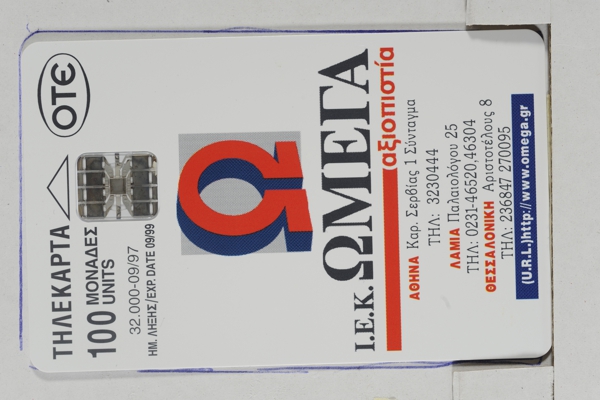 ΟΤΕ
ΤΗΛΕΚΑΡΤΑ
100 ΜΟΝΑΔΕΣ
UNITS
32.000-09/97
ΗΜ. ΛΗΞΗΣ/EXP. DATE 09/99
Ω
Ι.Ε.Κ. ΩΜΕΓΑ
αξιοπιστία
ΑΘΗΝΑ Καρ. Σερβίας 1 Σύνταγμα
ΤΗΛ: 3230444
ΛΑΜΙΑ Παλαιολόγου 25
ΤΗΛ: 0231-46520,46304
ΘΕΣΣΑΛΟΝΙΚΗ Αριστοτέλους 8
ΤΗΛ: 236847 270095
(U.R.L.)http://www.omega.gr